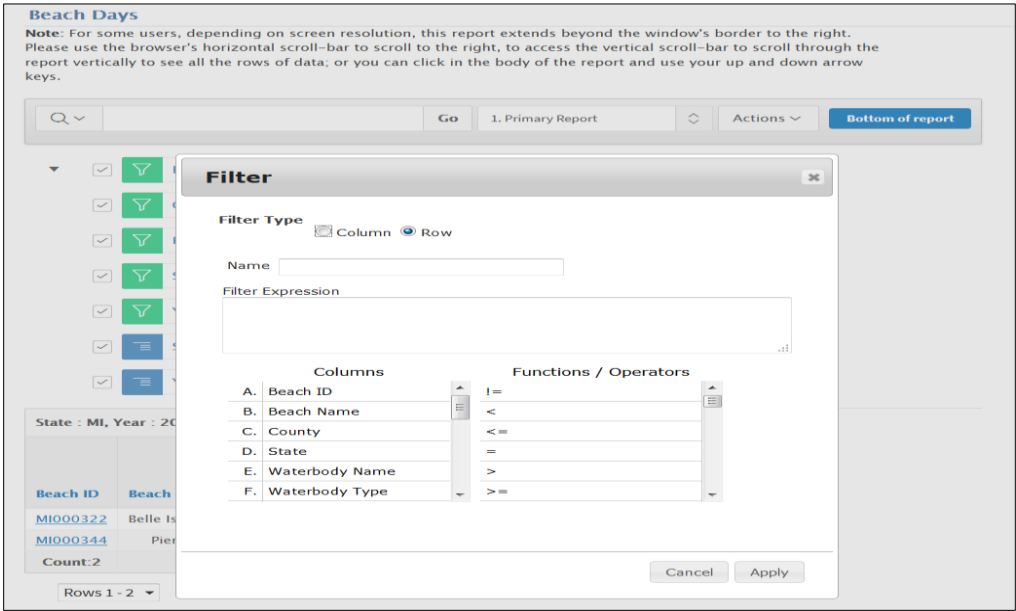 Beach Days
Note: For some users, depending on screen resolution, this report extends beyond the window's border to the right.
Please use the browser's horizontal scroll-bar to scroll to the right, to access the vertical scroll-bar to scroll through the
report vertically to see all the rows of data; or you can click in the body of the report and use your up and down arrow
keys.
Go 1. Primary Report Actions Bottom of report
Filter
Filter Type
Column Row
Name
Filter Expression
Columns Functions / Operators
A. Beach ID !=
B. Beach Name <
C. County <=
D. State =
E. Waterbody Name >
F. Waterbody Type >=
State : MI, Year : 20
Beach ID Beach
MI000322 Belle Is
MI000344 Pier
Count:2
Cancel Apply
Rows 1 - 2